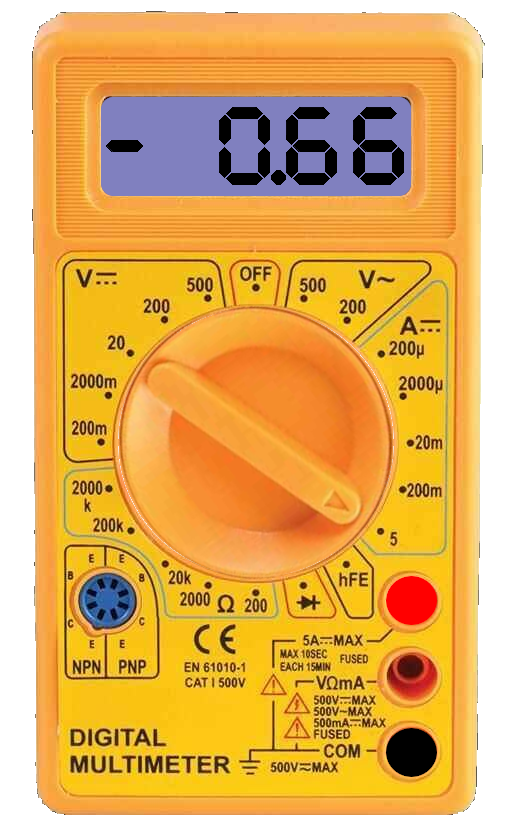 - 0.66
OFF
V⎓
500
200
20
2000m
200m
500
V~
200
A⎓
200µ
2000µ
20m
200m
5
2000
k
200k
20k
2000
Ω
200
hFE
E
E
B
B
C
C
E
E
NPN
PNP
CE
EN 61010-1
CAT I 500V
5A⎓MAX
MAX 10SEC
EACH 15MIN
FUSED
VΩmA
500V⎓MAX
500V~MAX
500mA⎓MAX
FUSED
COM
500V≂MAX
DIGITAL
MULTIMETER